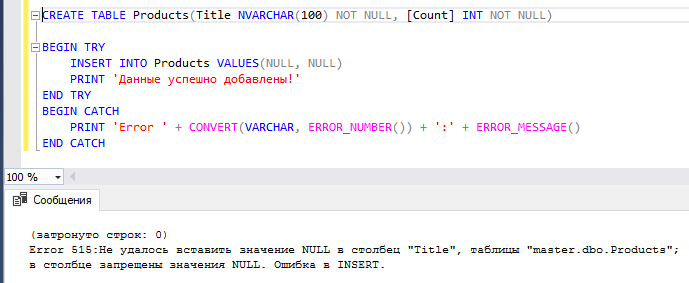 CREATE TABLE Products(Title NVARCHAR(100) NOT NULL, [Count] INT NOT NULL)
BEGIN TRY
INSERT INTO Products VALUES(NULL, NULL)
PRINT 'Данные успешно добавлены!'
END TRY
BEGIN CATCH
PRINT 'Error ' + CONVERT(VARCHAR, ERROR_NUMBER()) + ':' + ERROR_MESSAGE()
END CATCH
100 %
Сообщения
(затронуто строк: 0)
Error 515:Не удалось вставить значение NULL в столбец "Title", таблицы "master.dbo.Products";
в столбце запрещены значения NULL. Ошибка в INSERT.